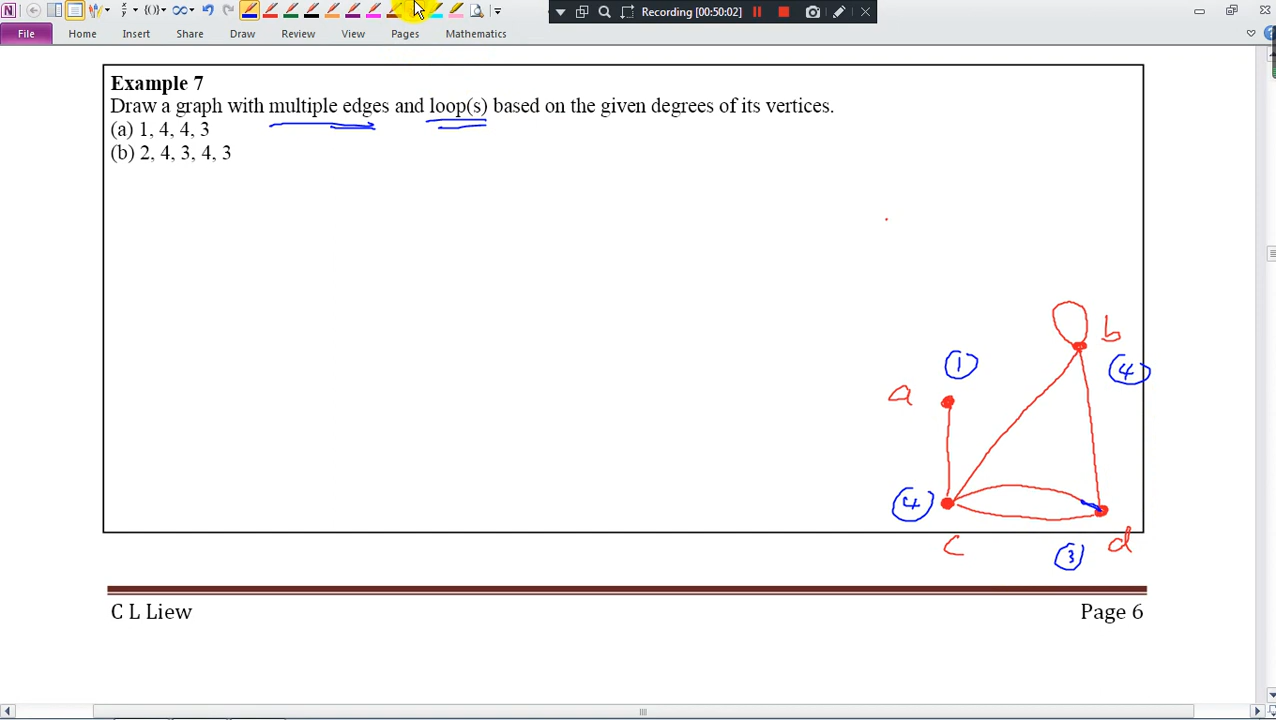 Recording [00:50:02]
File Home Insert Share Draw Review View Pages Mathematics
Example 7
Draw a graph with multiple edges and loop(s) based on the given degrees of its vertices.
(a) 1, 4, 4, 3
(b) 2, 4, 3, 4, 3
b
1
4
a
4
c
3
d
C L Liew
Page 6